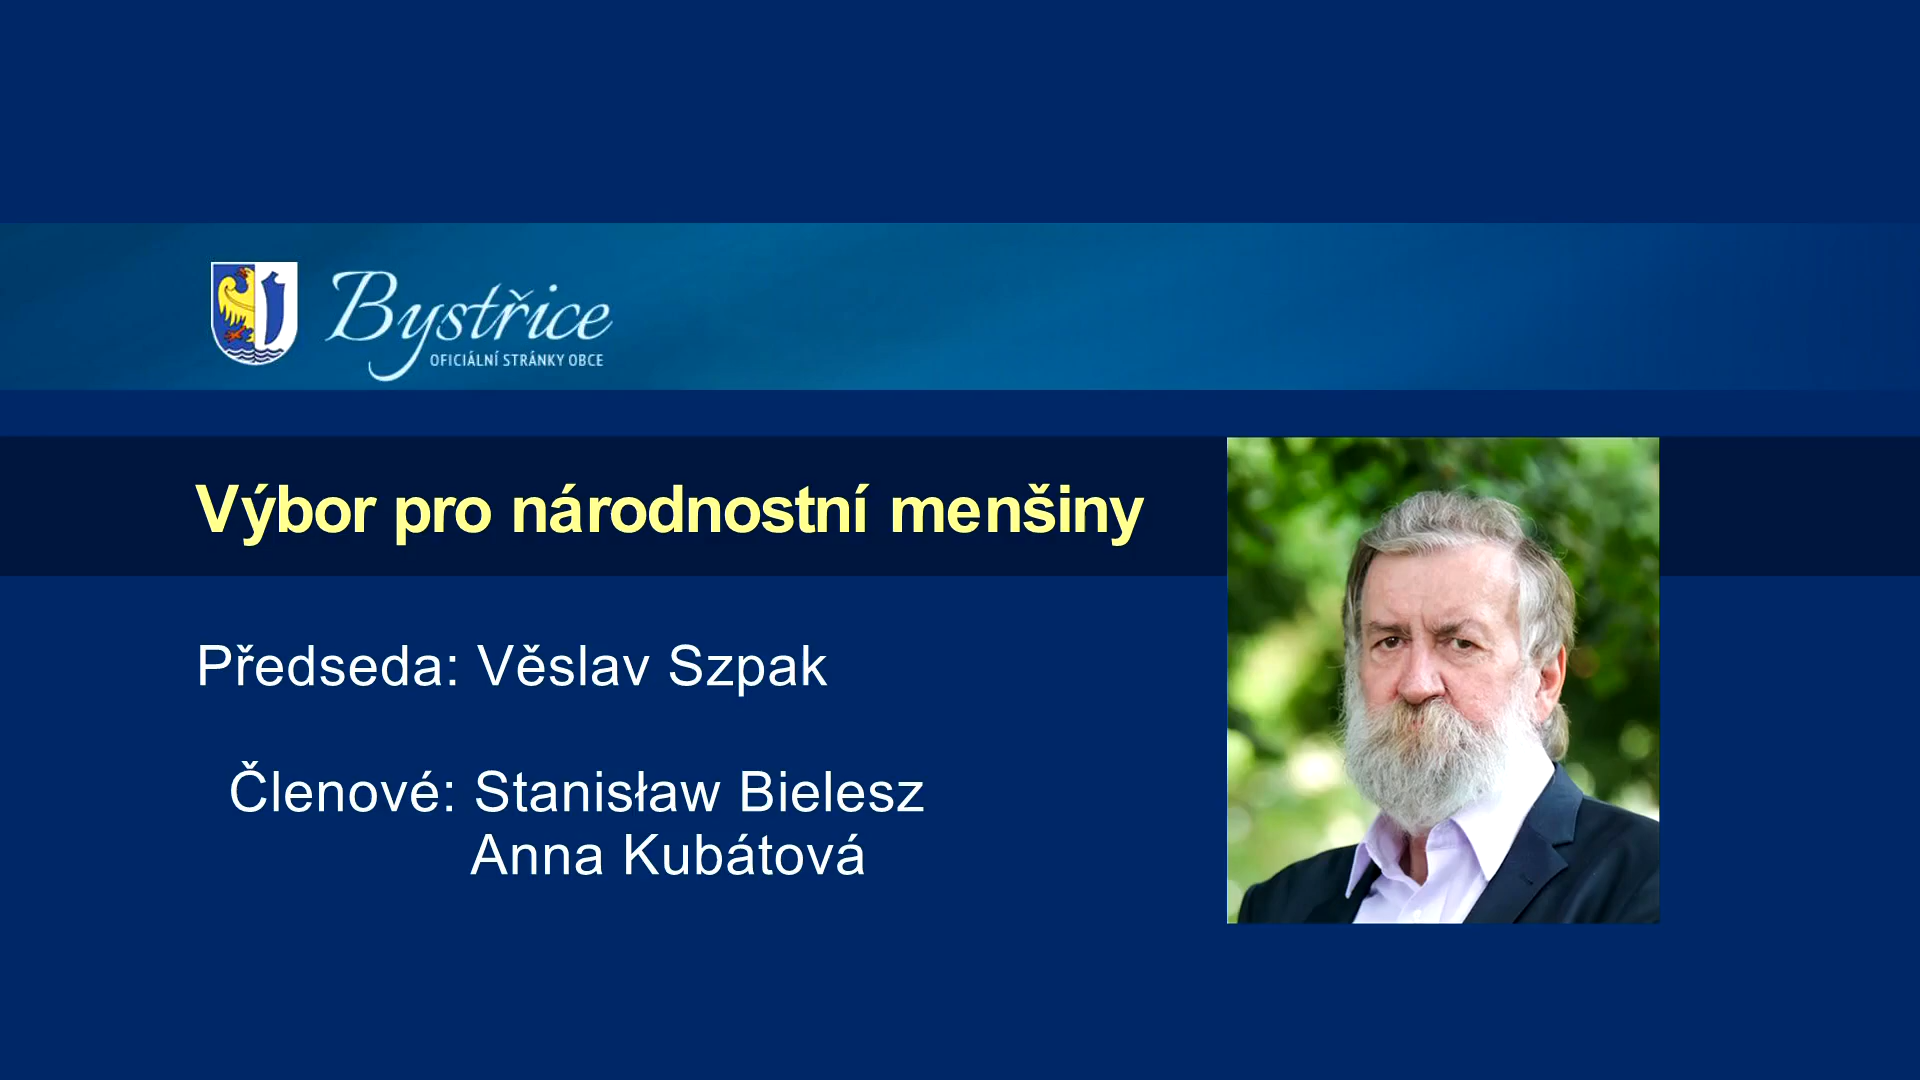 Bystřice
OFICIÁLNÍ STRÁNKY OBCE
Výbor pro národnostní menšiny
Předseda: Věslav Szpak
Členové: Stanisław Bielesz
Anna Kubátová